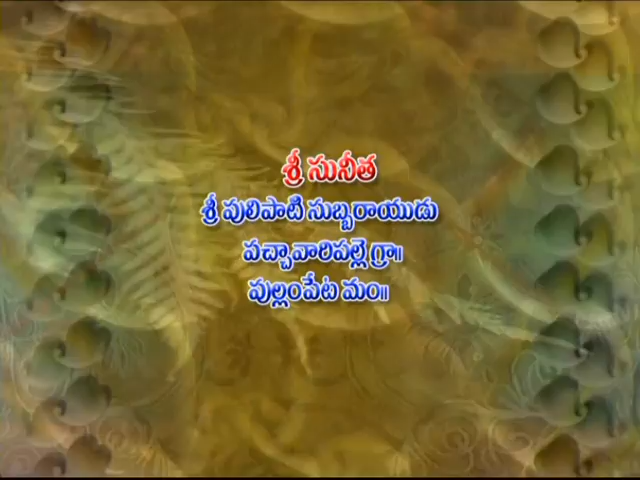 శ్రీ సునీత
శ్రీ పులిపాటి సుబ్బరాయుడు
పచ్చావారిపల్లె గ్రా॥
పుల్లంపేట మం॥